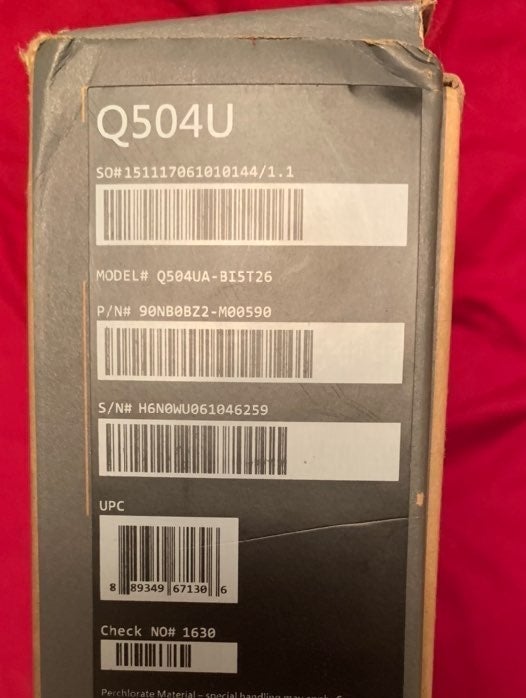 Q504U
SO#151117061010144/1.1
MODEL# Q504UA-BI5T26
P/N# 90NB0BZ2-M00590
S/N# H6N0WU061046259
UPC
8 89349 67130 6
Check NO# 1630
Perchlorate Material – special handling may apply. S